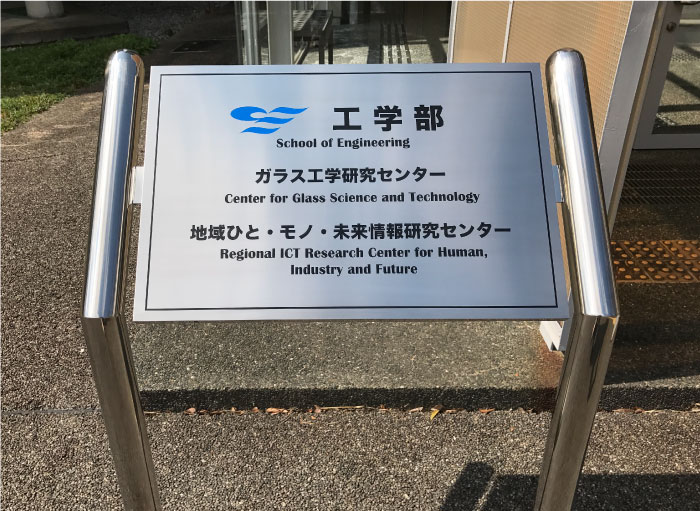 工学部
School of Engineering
ガラス工学研究センター
Center for Glass Science and Technology
地域ひと・モノ・未来情報研究センター
Regional ICT Research Center for Human,
Industry and Future